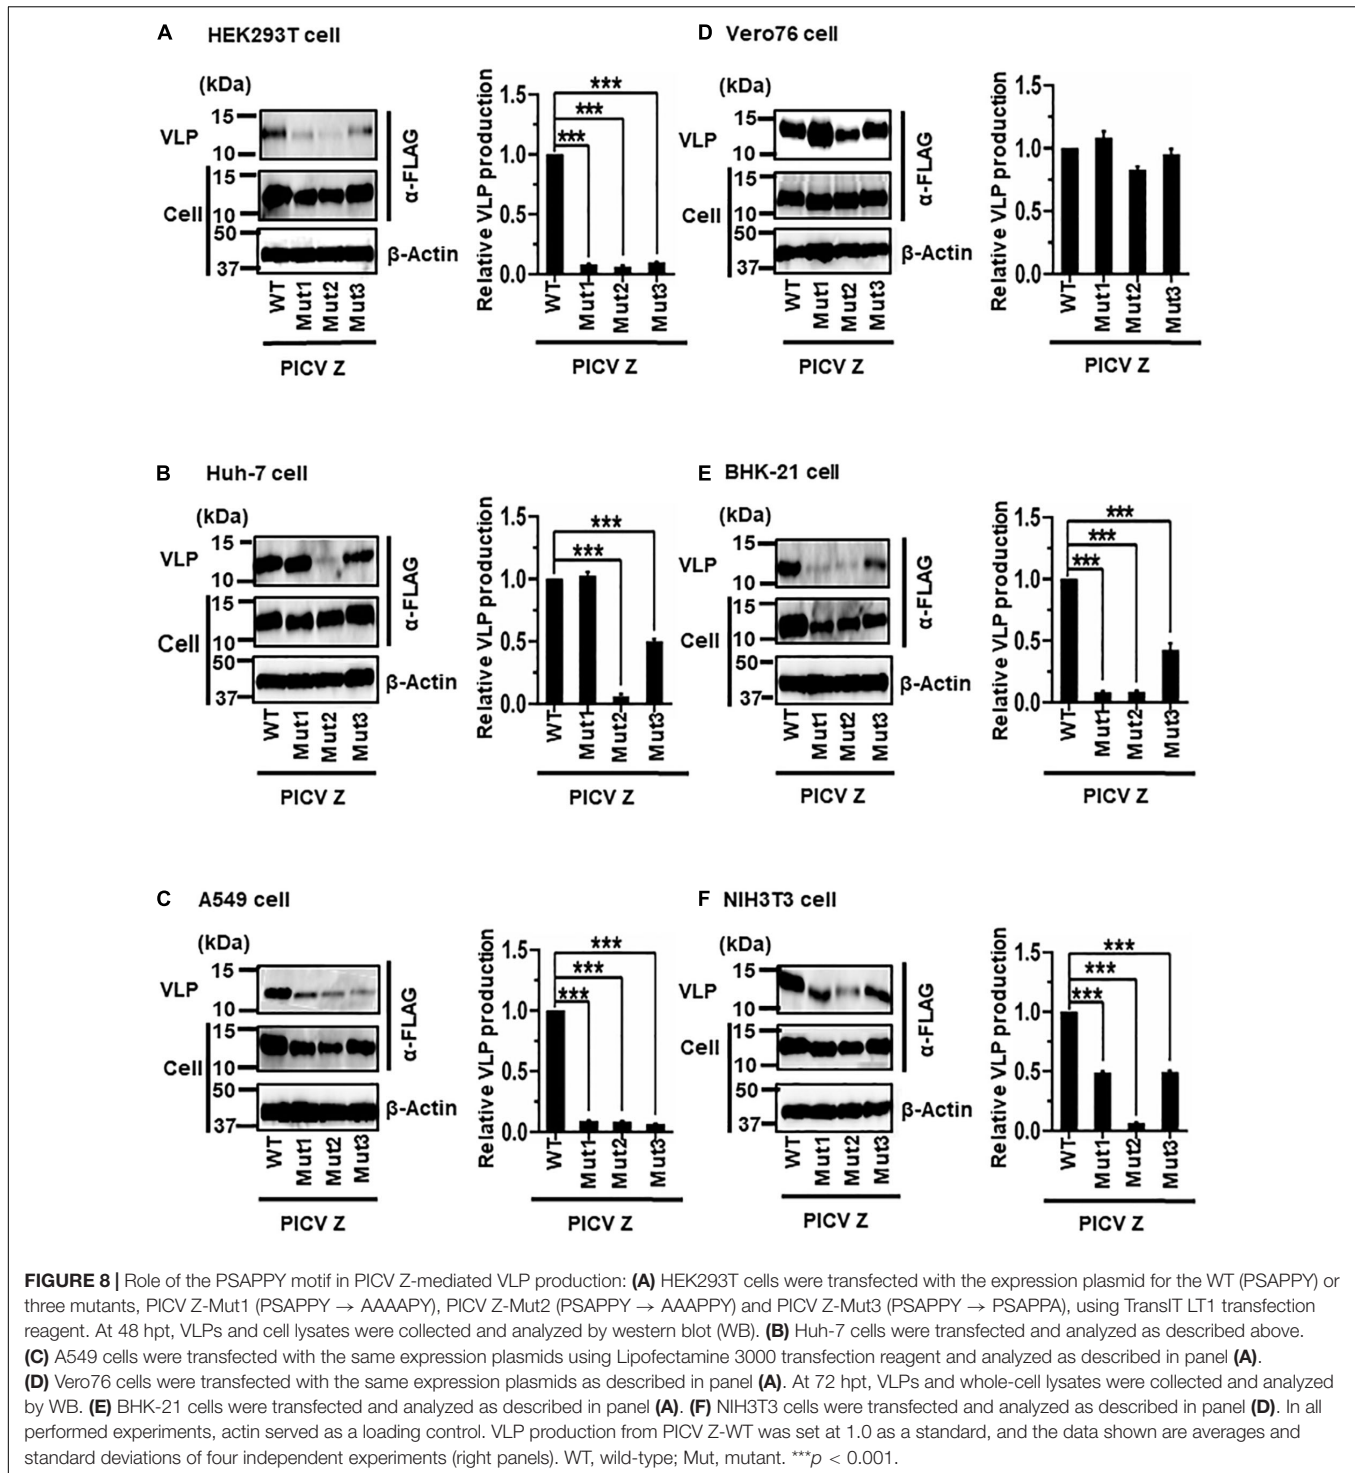 A HEK293T cell
(kDa)
VLP
15
10
Cell
15
10
50
37
α-FLAG
β-Actin
WT
Mut1
Mut2
Mut3
PICV Z
Relative VLP production
1.5
1.0
0.5
0.0
***
***
***
WT
Mut1
Mut2
Mut3
PICV Z
D Vero76 cell
(kDa)
VLP
15
10
Cell
15
10
50
37
α-FLAG
β-Actin
WT
Mut1
Mut2
Mut3
PICV Z
Relative VLP production
1.5
1.0
0.5
0.0
WT
Mut1
Mut2
Mut3
PICV Z
B Huh-7 cell
(kDa)
VLP
15
10
Cell
15
10
50
37
α-FLAG
β-Actin
WT
Mut1
Mut2
Mut3
PICV Z
Relative VLP production
1.5
1.0
0.5
0.0
***
***
WT
Mut1
Mut2
Mut3
PICV Z
E BHK-21 cell
(kDa)
VLP
15
10
Cell
15
10
50
37
α-FLAG
β-Actin
WT
Mut1
Mut2
Mut3
PICV Z
Relative VLP production
1.5
1.0
0.5
0.0
***
***
***
WT
Mut1
Mut2
Mut3
PICV Z
C A549 cell
(kDa)
VLP
15
10
Cell
15
10
50
37
α-FLAG
β-Actin
WT
Mut1
Mut2
Mut3
PICV Z
Relative VLP production
1.5
1.0
0.5
0.0
***
***
***
WT
Mut1
Mut2
Mut3
PICV Z
F NIH3T3 cell
(kDa)
VLP
15
10
Cell
15
10
50
37
α-FLAG
β-Actin
WT
Mut1
Mut2
Mut3
PICV Z
Relative VLP production
1.5
1.0
0.5
0.0
***
***
***
WT
Mut1
Mut2
Mut3
PICV Z
FIGURE 8 | Role of the PSAPPY motif in PICV Z-mediated VLP production: (A) HEK293T cells were transfected with the expression plasmid for the WT (PSAPPY) or
three mutants, PICV Z-Mut1 (PSAPPY → AAAAPY), PICV Z-Mut2 (PSAPPY → AAAPPY) and PICV Z-Mut3 (PSAPPY → PSAPPA), using TransIT LT1 transfection
reagent. At 48 hpt, VLPs and cell lysates were collected and analyzed by western blot (WB). (B) Huh-7 cells were transfected and analyzed as described above.
(C) A549 cells were transfected with the same expression plasmids using Lipofectamine 3000 transfection reagent and analyzed as described in panel (A).
(D) Vero76 cells were transfected with the same expression plasmids as described in panel (A). At 72 hpt, VLPs and whole-cell lysates were collected and analyzed
by WB. (E) BHK-21 cells were transfected and analyzed as described in panel (A). (F) NIH3T3 cells were transfected and analyzed as described in panel (D). In all
performed experiments, actin served as a loading control. VLP production from PICV Z-WT was set at 1.0 as a standard, and the data shown are averages and
standard deviations of four independent experiments (right panels). WT, wild-type; Mut, mutant. ***p < 0.001.